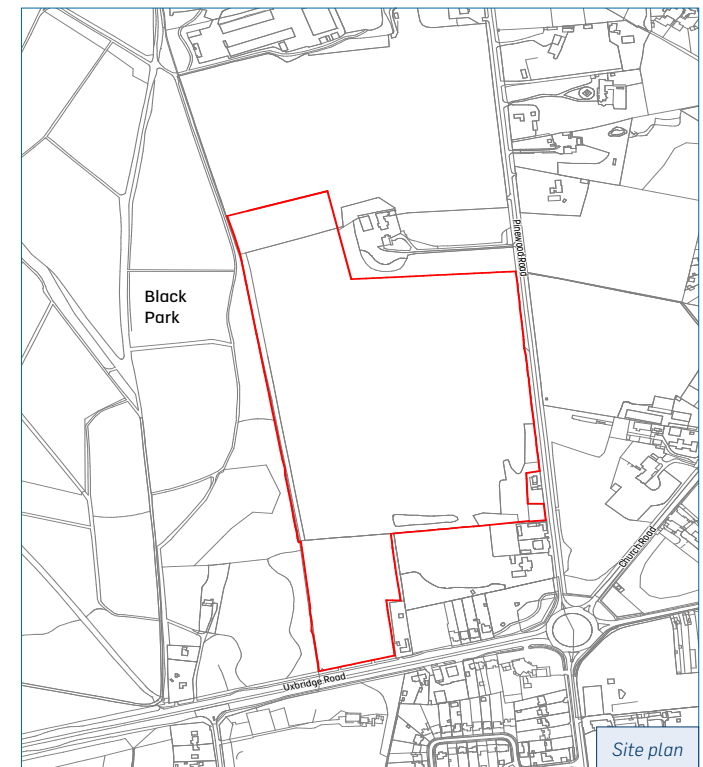 Pinewood Road
Black
Park
Church Road
Uxbridge Road
Site plan